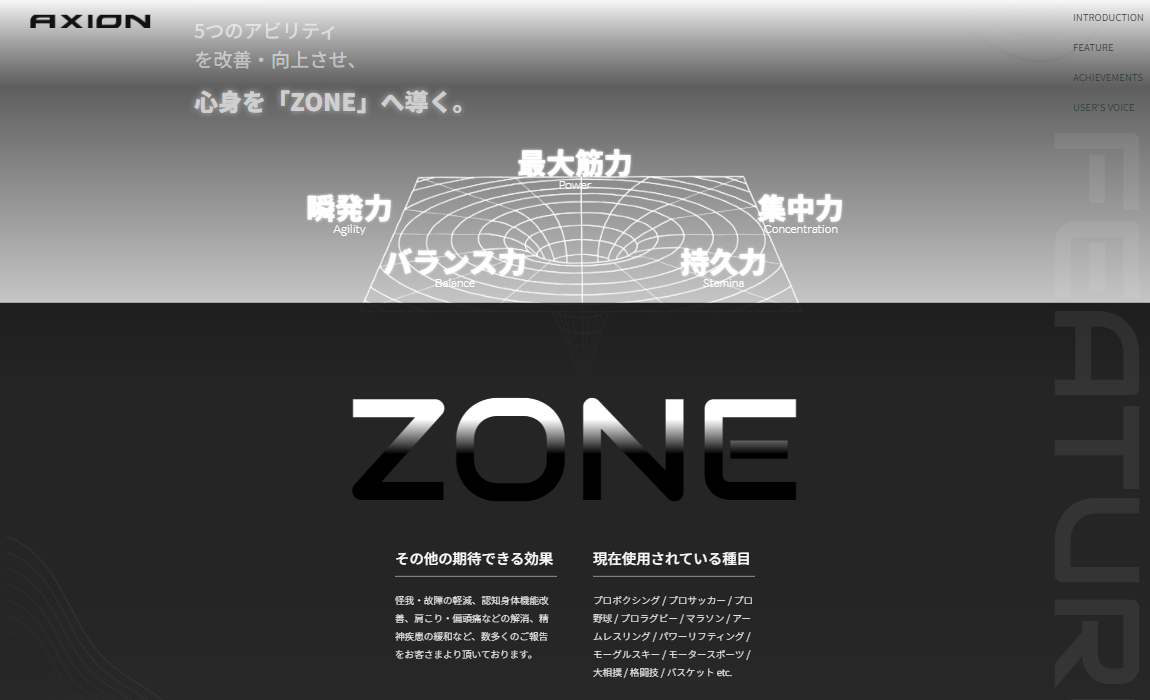 AXION
INTRODUCTION
FEATURE
ACHIEVEMENTS
USER'S VOICE
5つのアビリティ
を改善・向上させ、
心身を「ZONE」へ導く。
最大筋力
Power
瞬発力
Agility
集中力
Concentration
バランス力
Balance
持久力
Stamina
FEATUR
ZONE
その他の期待できる効果
怪我・故障の軽減、認知身体機能改
善、肩こり・偏頭痛などの解消、精
神疾患の緩和など、数多くのご報告
をお客さまより頂いております。
現在使用されている種目
プロボクシング / プロサッカー / プロ
野球 / プロラグビー / マラソン / アー
ムレスリング / パワーリフティング /
モーグルスキー / モータースポーツ /
大相撲 / 格闘技 / バスケット etc.